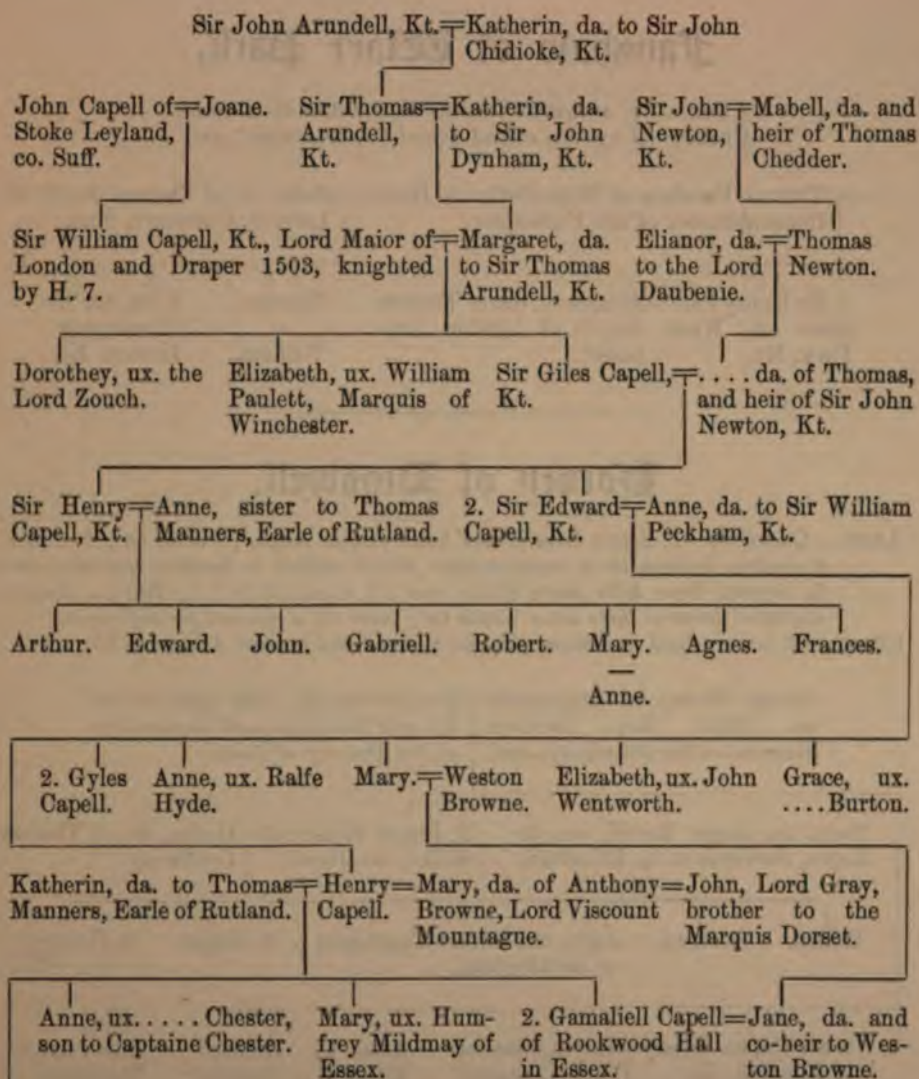 Sir John Arundell, Kt.=Katherin, da. to Sir John
Chidioke, Kt.
John Capell of=Joane.
Stoke Leyland,
co. Suff.
Sir Thomas=Katherin, da.
Arundell, to Sir John
Kt. Dynham, Kt.
Sir John=Mabell, da. and
Newton, heir of Thomas
Kt. Chedder.
Sir William Capell, Kt., Lord Maior of=Margaret, da.
London and Draper 1503, knighted to Sir Thomas
by H. 7. Arundell, Kt.
Elianor, da.=Thomas
to the Lord Newton.
Daubenie.
Dorothey, ux. the
Lord Zouch.
Elizabeth, ux. William
Paulett, Marquis of
Winchester.
Sir Giles Capell,=.... da. of Thomas,
Kt. and heir of Sir John
Newton, Kt.
Sir Henry=Anne, sister to Thomas
Capell, Kt. Manners, Earle of Rutland.
2. Sir Edward=Anne, da. to Sir William
Capell, Kt. Peckham, Kt.
Arthur. Edward. John. Gabriell. Robert. Mary. Agnes. Frances.
—
Anne.
2. Gyles
Capell.
Anne, ux. Ralfe
Hyde.
Mary.=Weston
Browne.
Elizabeth, ux. John
Wentworth.
Grace, ux.
....Burton.
Katherin, da. to Thomas=Henry=Mary, da. of Anthony=John, Lord Gray,
Manners, Earle of Rutland. Capell. Browne, Lord Viscount brother to the
Mountague. Marquis Dorset.
Anne, ux..... Chester,
son to Captaine Chester.
Mary, ux. Hum-
frey Mildmay of
Essex.
2. Gamaliell Capell=Jane, da. and
of Rookwood Hall co-heir to Wes-
in Essex. ton Browne.